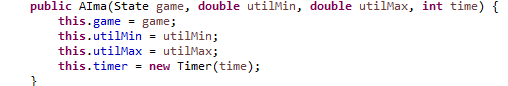 public AIma(State game, double utilMin, double utilMax, int time) {
    this.game = game;
    this.utilMin = utilMin;
    this.utilMax = utilMax;
    this.timer = new Timer(time);
}